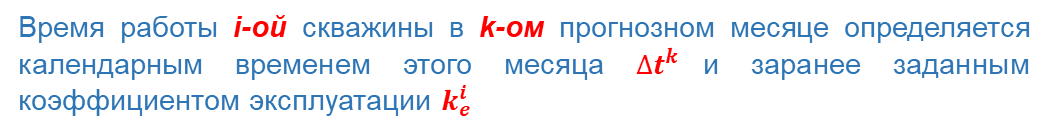 Время работы i-ой скважины в k-ом прогнозном месяце определяется
календарным временем этого месяца Δt^k и заранее заданным
коэффициентом эксплуатации k_e^i